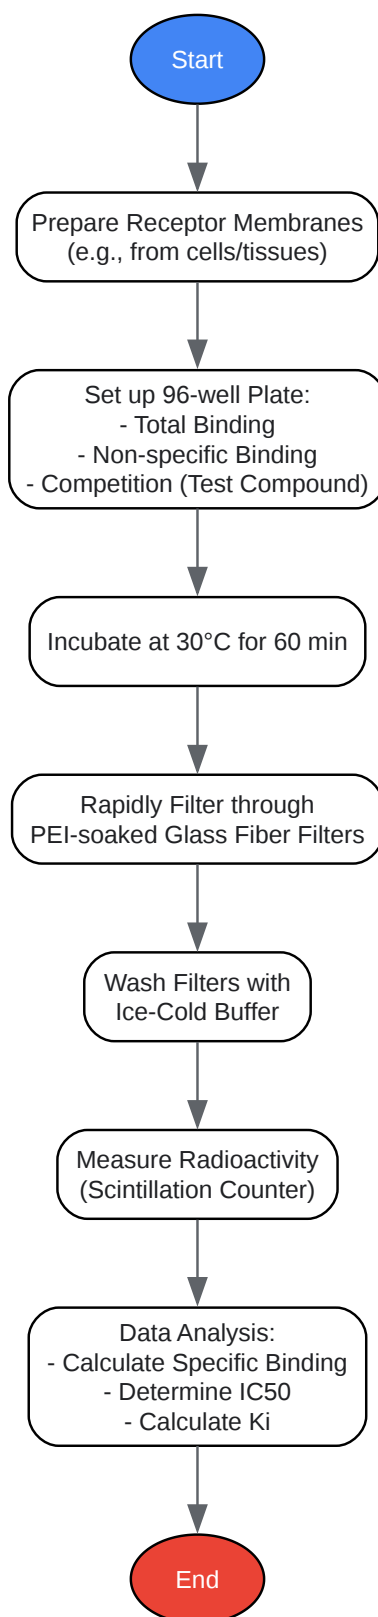 Start
Prepare Receptor Membranes
(e.g., from cells/tissues)
Set up 96-well Plate:
- Total Binding
- Non-specific Binding
- Competition (Test Compound)
Incubate at 30°C for 60 min
Rapidly Filter through
PEI-soaked Glass Fiber Filters
Wash Filters with
Ice-Cold Buffer
Measure Radioactivity
(Scintillation Counter)
Data Analysis:
- Calculate Specific Binding
- Determine IC50
- Calculate Ki
End